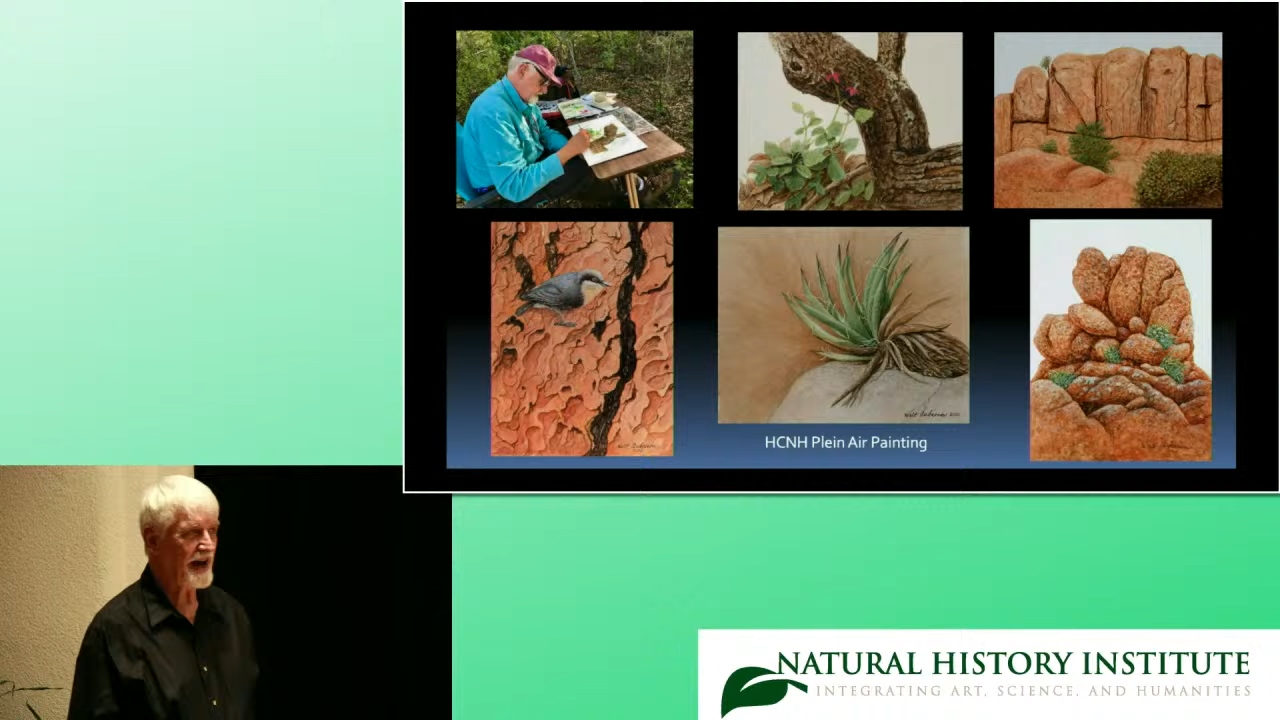 HCNH Plein Air Painting
NATURAL HISTORY INSTITUTE
INTEGRATING ART, SCIENCE, AND HUMANITIES